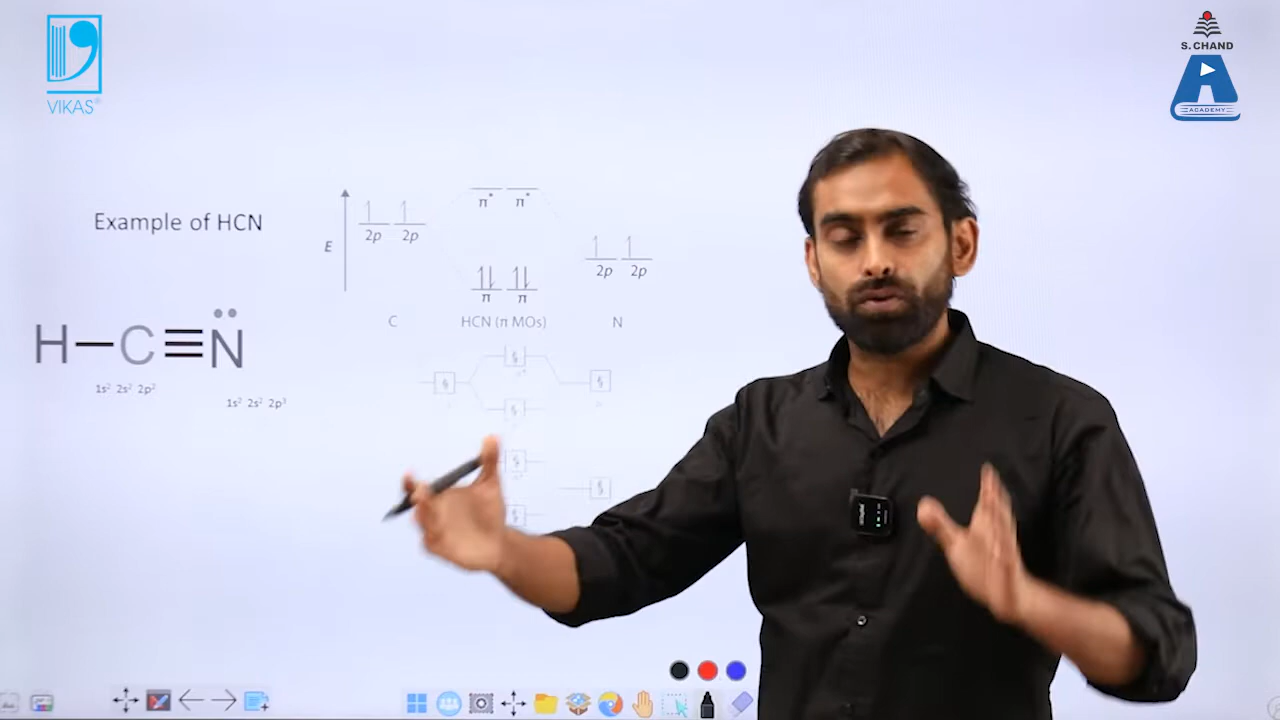 VIKAS®
S. CHAND
ACADEMY
Example of HCN
E
2p 2p
π* π*
2p 2p
π π
C HCN (π MOs) N
H−C≡N
1s² 2s² 2p²
1s² 2s² 2p³